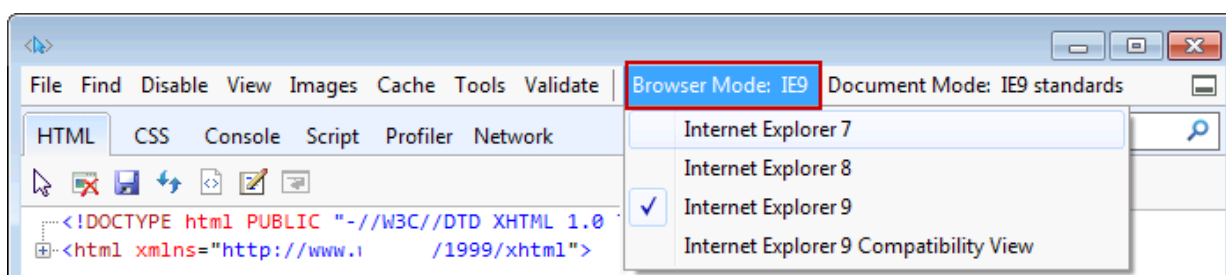 File Find Disable View Images Cache Tools Validate | Browser Mode: IE9 Document Mode: IE9 standards
HTML CSS Console Script Profiler Network
Internet Explorer 7
Internet Explorer 8
Internet Explorer 9
Internet Explorer 9 Compatibility View
<!DOCTYPE html PUBLIC "-//W3C//DTD XHTML 1.0
<html xmlns="http://www. /1999/xhtml">